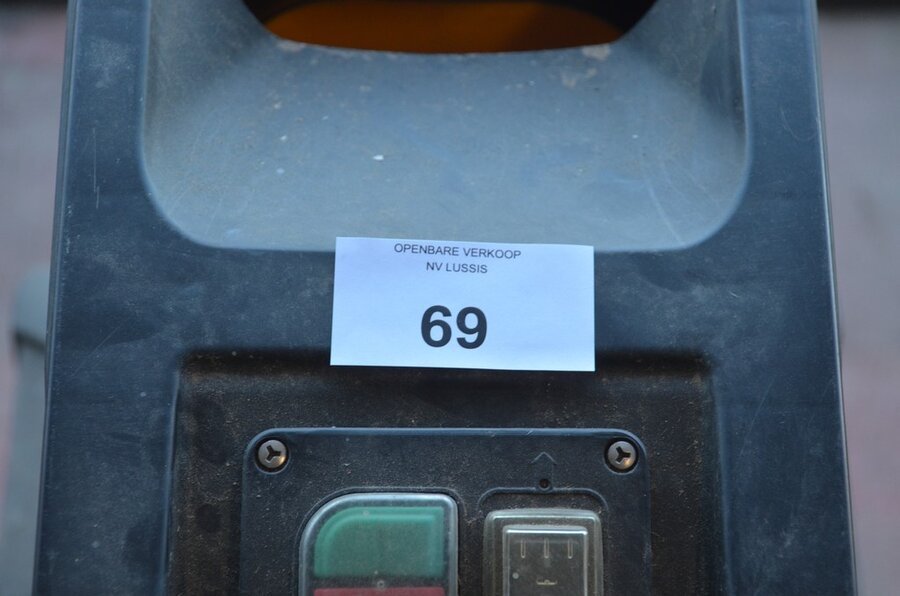 OPENBARE VERKOOP
NV LUSSIS
69